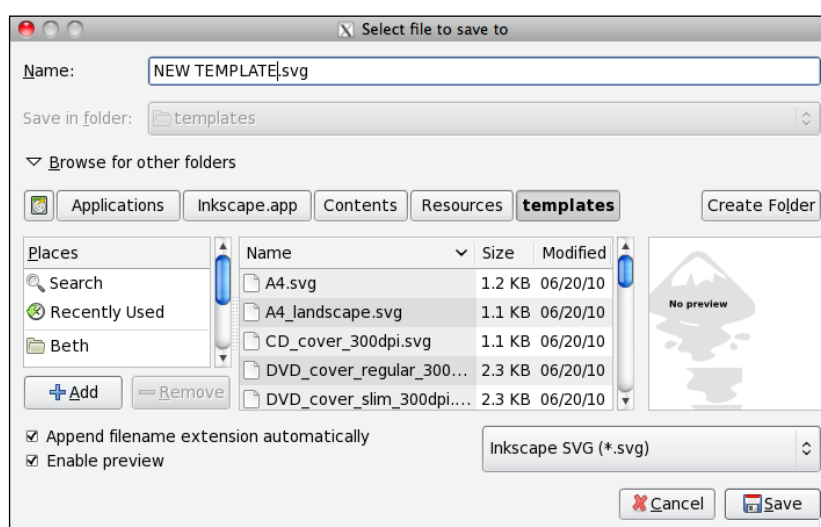 Select file to save to
Name: NEW TEMPLATE.svg
Save in folder: templates
Browse for other folders
Applications Inkscape.app Contents Resources templates Create Folder
Places Name Size Modified
Search A4.svg 1.2 KB 06/20/10
Recently Used A4_landscape.svg 1.1 KB 06/20/10 No preview
CD_cover_300dpi.svg 1.1 KB 06/20/10
Beth
DVD_cover_regular_300... 2.3 KB 06/20/10
Add Remove DVD_cover_slim_300dpi.... 2.3 KB 06/20/10
Append filename extension automatically
Inkscape SVG (*.svg)
Enable preview
Cancel Save